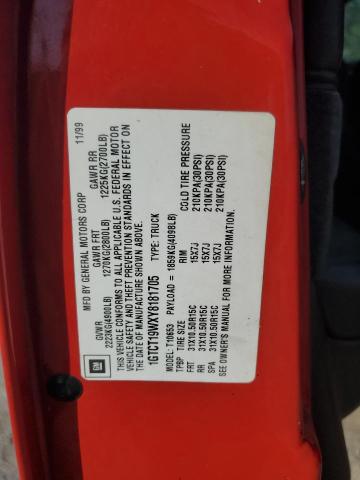 11/99
MFD BY GENERAL MOTORS CORP
GVWR GAWR FRT GAWR RR
2223KG(4900LB) 1270KG(2800LB) 1225KG(2700LB)
THIS VEHICLE CONFORMS TO ALL APPLICABLE U.S. FEDERAL MOTOR
VEHICLE SAFETY AND THEFT PREVENTION STANDARDS IN EFFECT ON
THE DATE OF MANUFACTURE SHOWN ABOVE.
1GTCT19WXY8181705 TYPE: TRUCK
MODEL: T10653 PAYLOAD = 1859KG(4098LB)
TPBP TIRE SIZE RIM COLD TIRE PRESSURE
FRT 31X10.50R15C 15X7J 210KPA(30PSI)
RR 31X10.50R15C 15X7J 210KPA(30PSI)
SPA 31X10.50R15C 15X7J 210KPA(30PSI)
SEE OWNER'S MANUAL FOR MORE INFORMATION.
GM